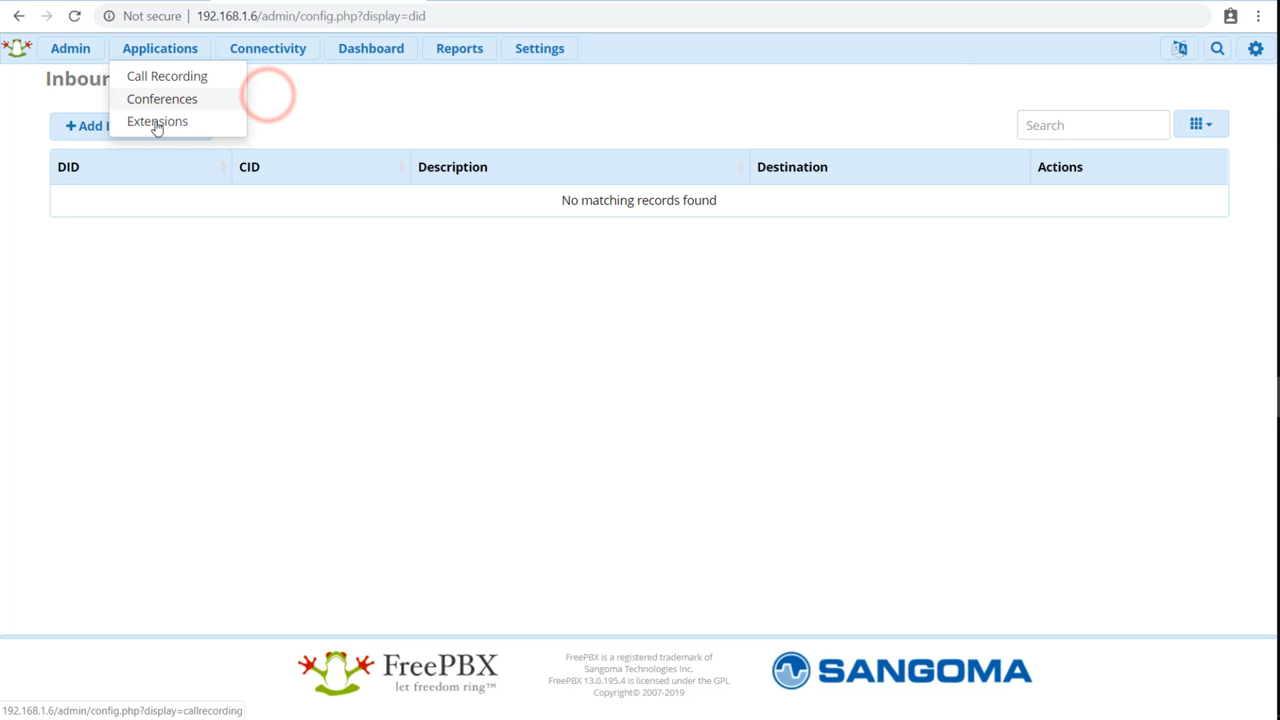 Not secure | 192.168.1.6/admin/config.php?display=did
Admin Applications Connectivity Dashboard Reports Settings
Inbour
Call Recording
Conferences
Extensions
+ Add I
Search
DID CID Description Destination Actions
No matching records found
FreePBX
let freedom ring™
FreePBX is a registered trademark of
Sangoma Technologies Inc.
FreePBX 13.0.195.4 is licensed under the GPL
Copyright© 2007-2019
SANGOMA
192.168.1.6/admin/config.php?display=callrecording